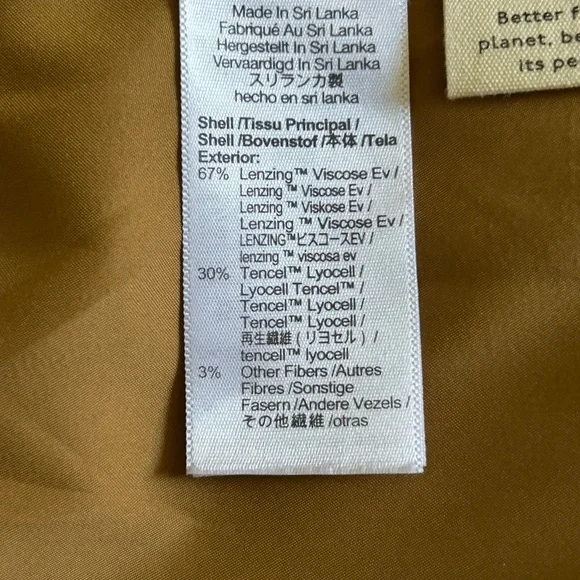 Made In Sri Lanka
Fabriqué Au Sri Lanka
Hergestellt In Sri Lanka
Vervaardigd In Sri Lanka
スリランカ製
hecho en sri lanka
Shell /Tissu Principal /
Shell /Bovenstof /本体 /Tela
Exterior:
67% Lenzing™ Viscose Ev /
Lenzing ™ Viscose Ev /
Lenzing ™ Viskose Ev /
Lenzing ™ Viscose Ev /
LENZING™ビスコースEV /
lenzing ™ viscosa ev
30% Tencel™ Lyocell /
Lyocell Tencel™ /
Tencel™ Lyocell /
Tencel™ Lyocell /
再生繊維 ( リヨセル ) /
tencell™ lyocell
3% Other Fibers /Autres
Fibres /Sonstige
Fasern /Andere Vezels /
その他繊維 /otras
Better f
planet, be
its pe